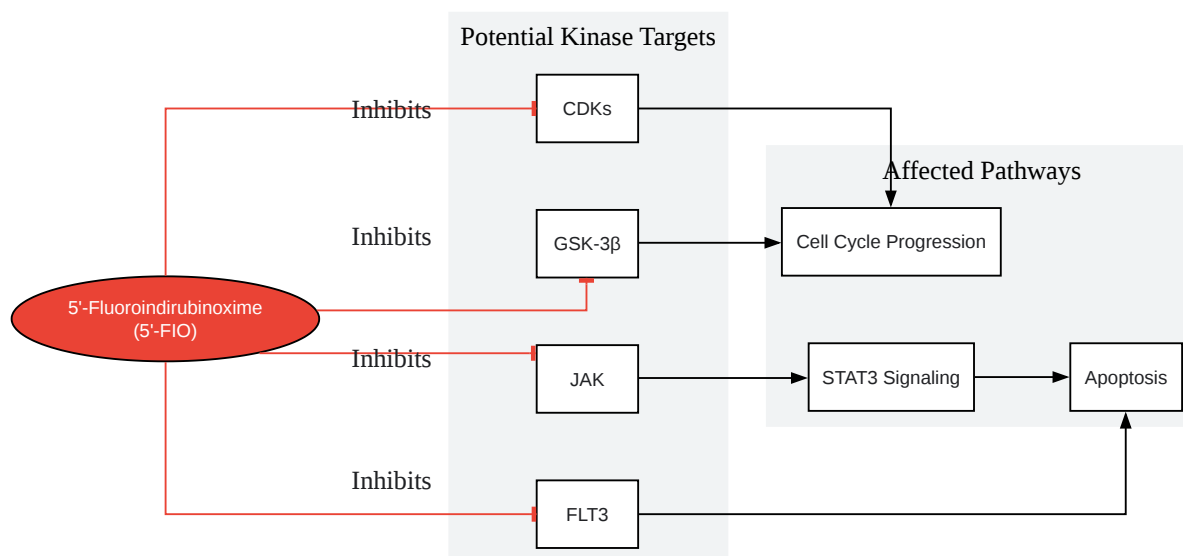 Potential Kinase Targets
Inhibits
CDKs
Affected Pathways
Inhibits
GSK-3β
Cell Cycle Progression
5'-Fluoroindirubinoxime
(5'-FIO)
Inhibits
JAK
STAT3 Signaling
Apoptosis
Inhibits
FLT3